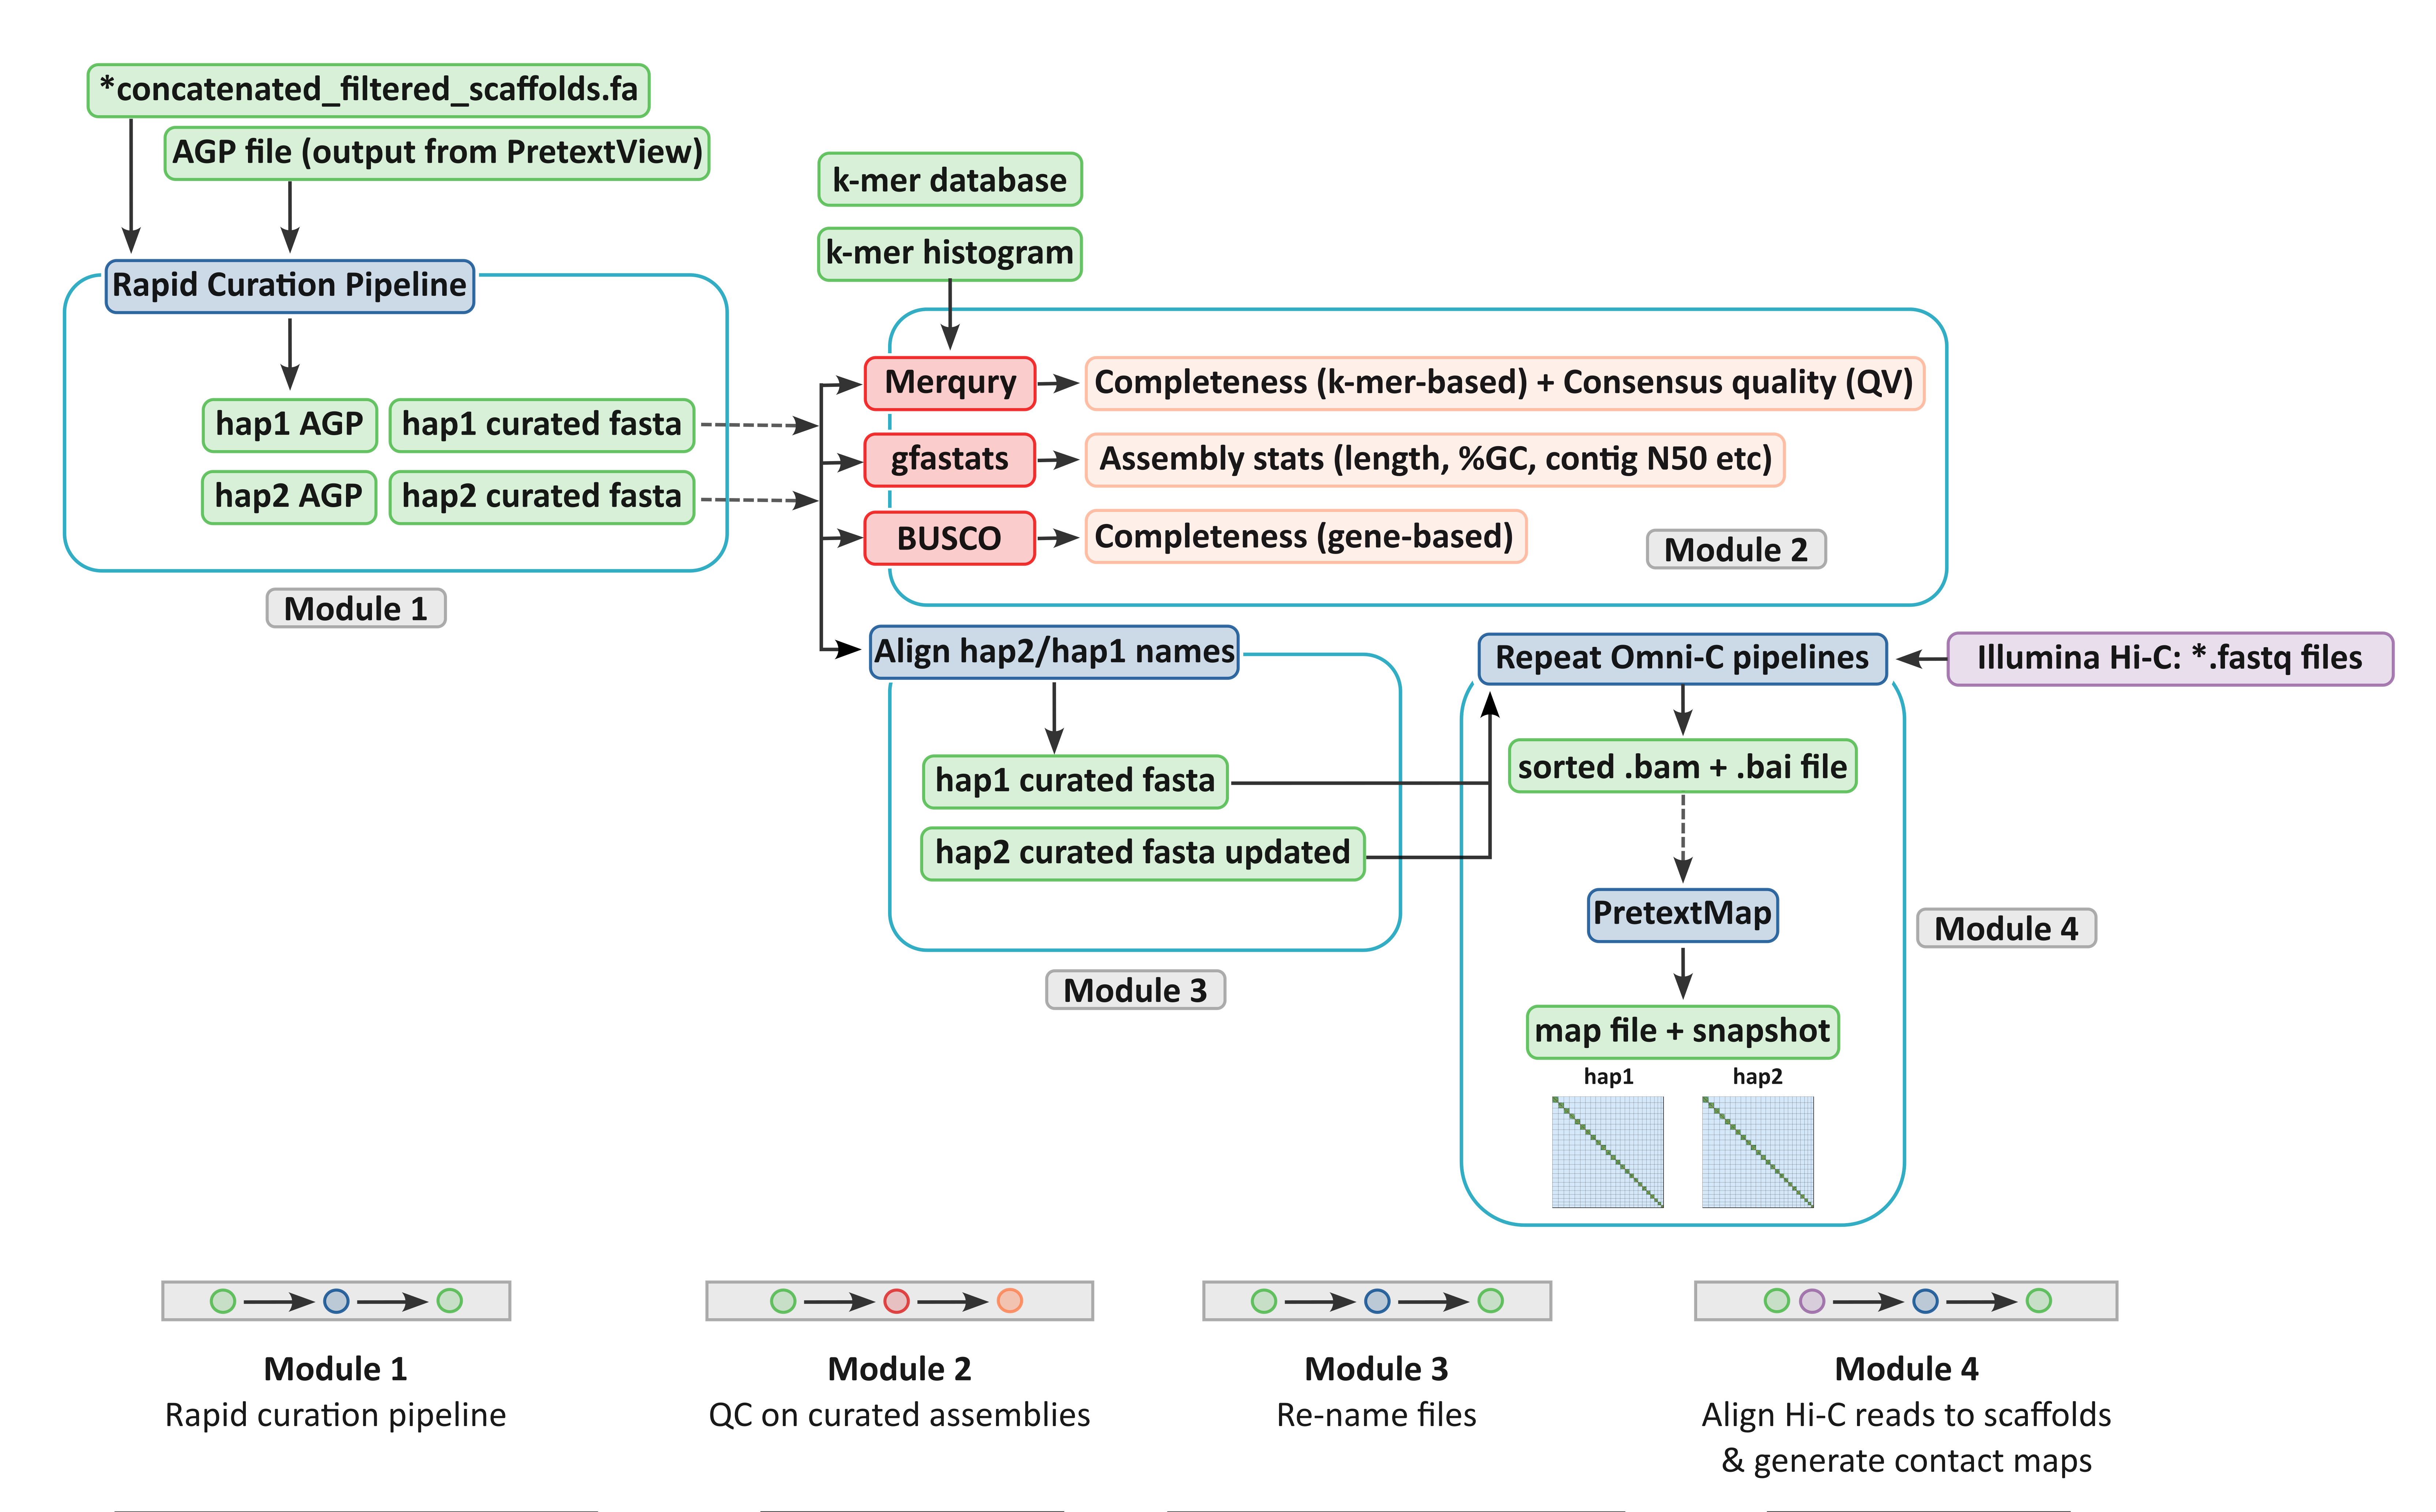 *concatenated_filtered_scaffolds.fa
AGP file (output from PretextView)
Rapid Curation Pipeline
hap1 AGP
hap1 curated fasta
hap2 AGP
hap2 curated fasta
Module 1
k-mer database
k-mer histogram
Merqury
Completeness (k-mer-based) + Consensus quality (QV)
gfastats
Assembly stats (length, %GC, contig N50 etc)
BUSCO
Completeness (gene-based)
Module 2
Align hap2/hap1 names
hap1 curated fasta
hap2 curated fasta updated
Module 3
Repeat Omni-C pipelines
Illumina Hi-C: *.fastq files
sorted .bam + .bai file
PretextMap
Module 4
map file + snapshot
hap1
hap2
Module 1
Rapid curation pipeline
Module 2
QC on curated assemblies
Module 3
Re-name files
Module 4
Align Hi-C reads to scaffolds
& generate contact maps